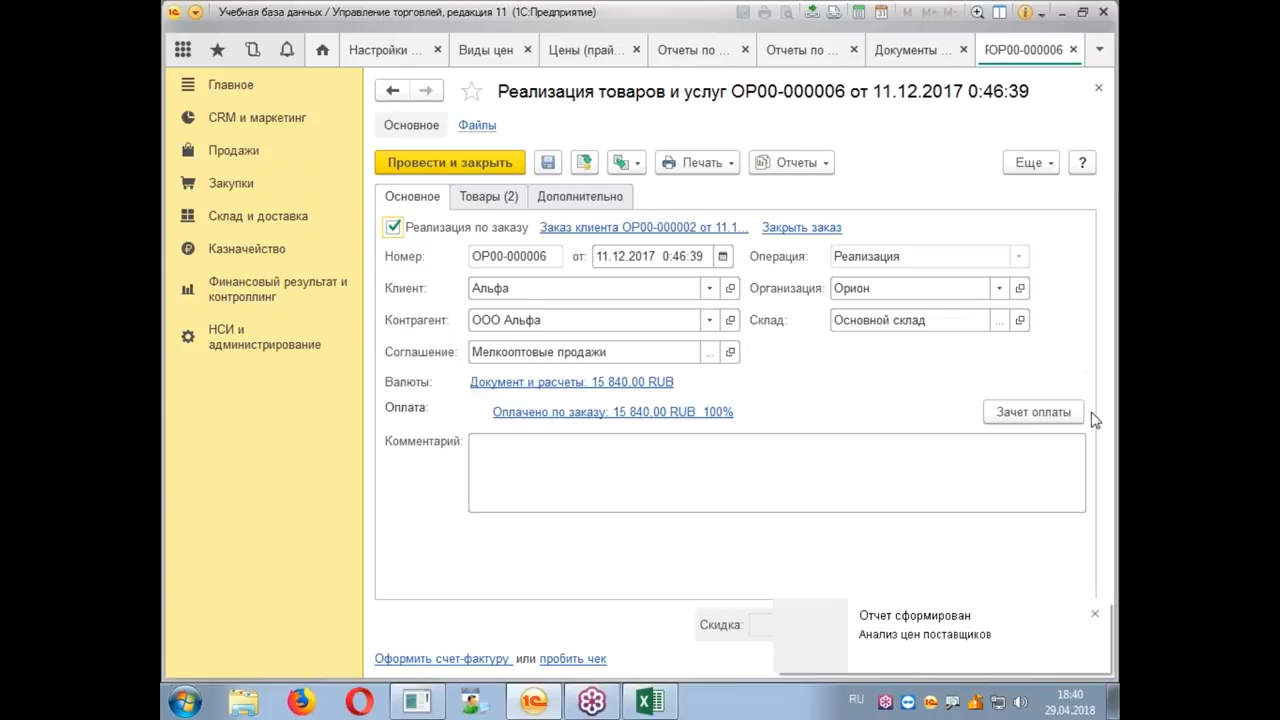 Учебная база данных / Управление торговлей, редакция 11 (1С:Предприятие)
M M+ M-
Настройки ...
Виды цен
Цены (прай...
Отчеты по ...
Отчеты по ...
Документы ...
ОР00-000006
Главное
CRM и маркетинг
Продажи
Закупки
Склад и доставка
Казначейство
Финансовый результат и
контроллинг
НСИ и
администрирование
Реализация товаров и услуг ОР00-000006 от 11.12.2017 0:46:39
Основное Файлы
Провести и закрыть
Печать
Отчеты
Еще
?
Основное
Товары (2)
Дополнительно
Реализация по заказу Заказ клиента ОР00-000002 от 11.1... Закрыть заказ
Номер: ОР00-000006 от: 11.12.2017 0:46:39 Операция: Реализация
Клиент: Альфа Организация: Орион
Контрагент: ООО Альфа Склад: Основной склад ...
Соглашение: Мелкооптовые продажи ...
Валюты: Документ и расчеты: 15 840,00 RUB
Оплата: Оплачено по заказу: 15 840,00 RUB 100% Зачет оплаты
Комментарий:
Скидка:
Отчет сформирован
Анализ цен поставщиков
Оформить счет-фактуру или пробить чек
RU
18:40
29.04.2018